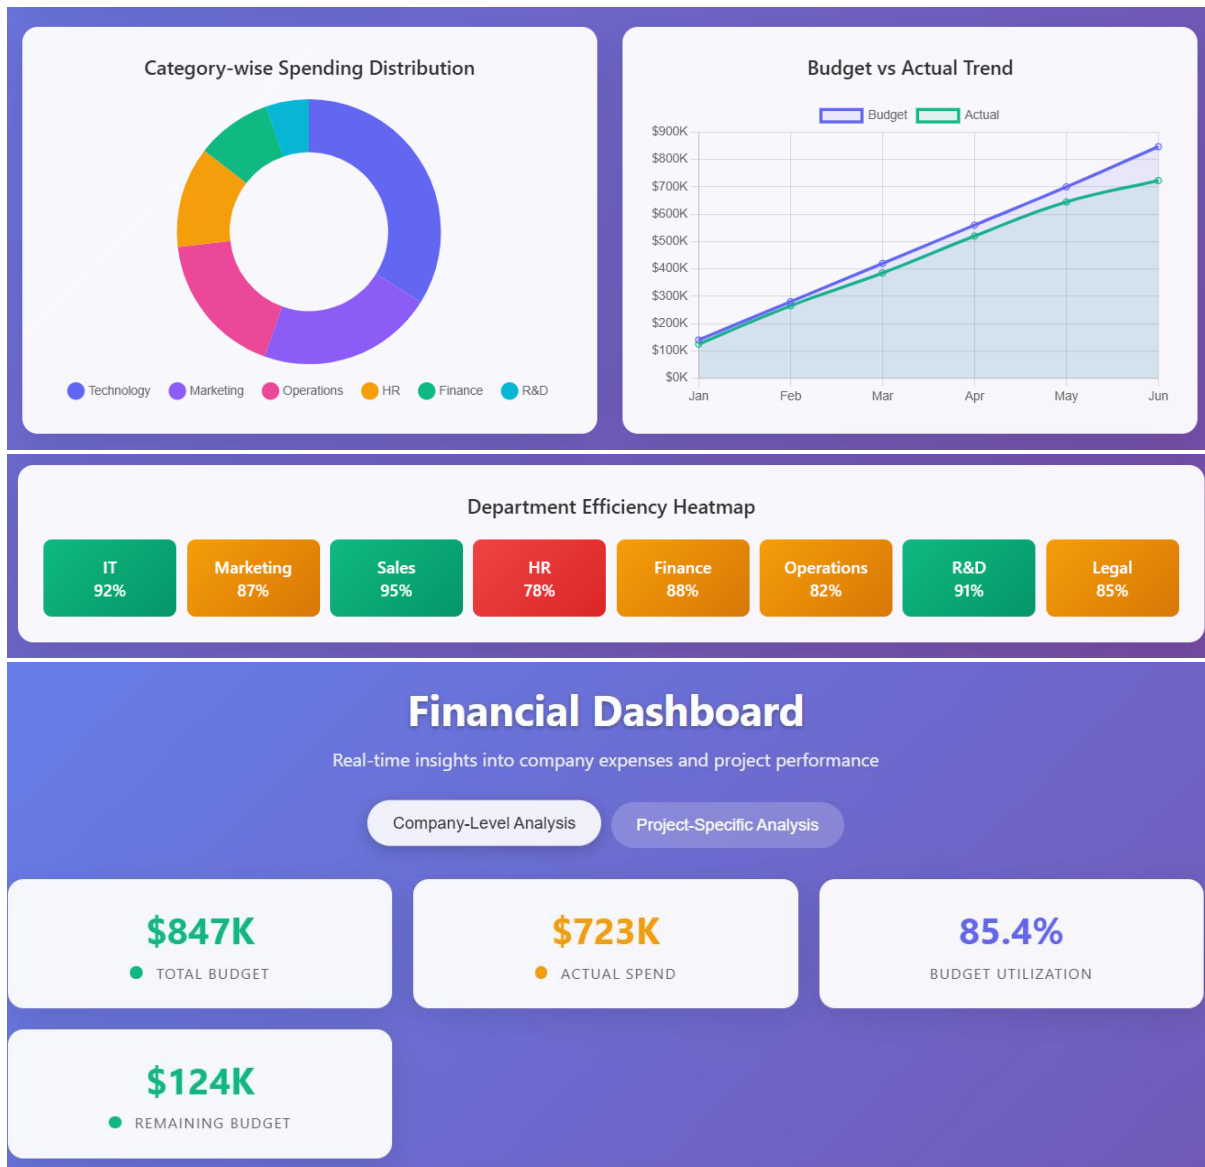 Category-wise Spending Distribution
Technology Marketing Operations HR Finance R&D
Budget vs Actual Trend
Budget Actual
$900K
$800K
$700K
$600K
$500K
$400K
$300K
$200K
$100K
$0K
Jan Feb Mar Apr May Jun
Department Efficiency Heatmap
IT Marketing Sales HR Finance Operations R&D Legal
92% 87% 95% 78% 88% 82% 91% 85%
Financial Dashboard
Real-time insights into company expenses and project performance
Company-Level Analysis Project-Specific Analysis
$847K
TOTAL BUDGET
$723K
ACTUAL SPEND
85.4%
BUDGET UTILIZATION
$124K
REMAINING BUDGET